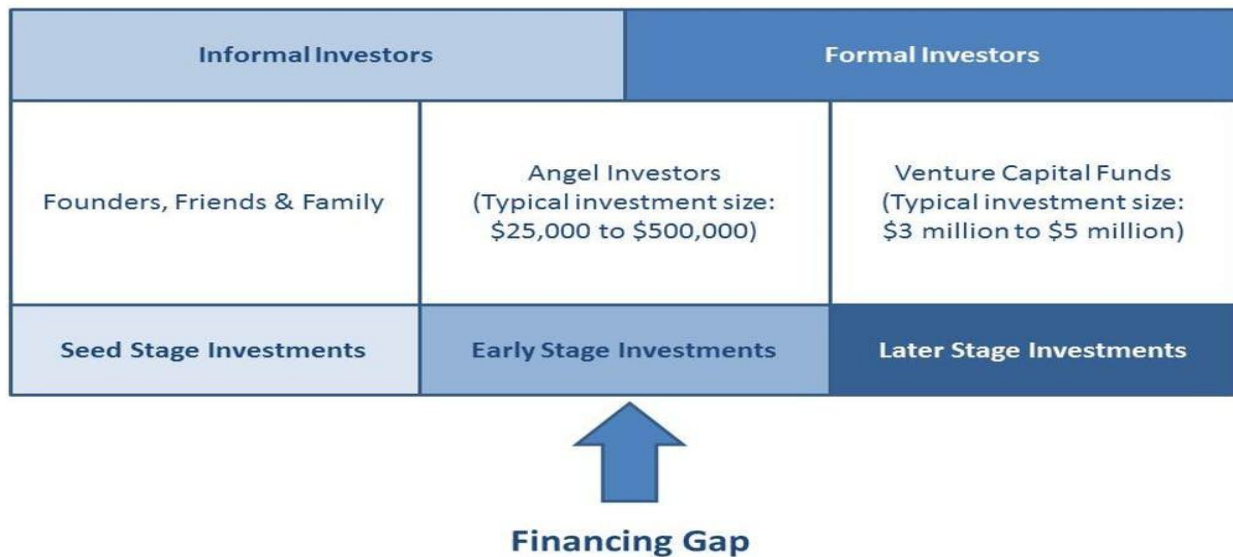 Informal Investors
Formal Investors
Founders, Friends & Family
Angel Investors
(Typical investment size:
$25,000 to $500,000)
Venture Capital Funds
(Typical investment size:
$3 million to $5 million)
Seed Stage Investments
Early Stage Investments
Later Stage Investments
Financing Gap